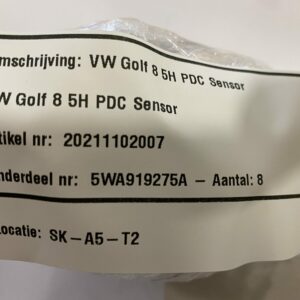 mschrijving: VW Golf 8 5H PDC Sensor
W Golf 8 5H PDC Sensor
tikel nr: 20211102007
nderdeel nr: 5WA919275A – Aantal: 8
ocatie: SK – A5 – T2